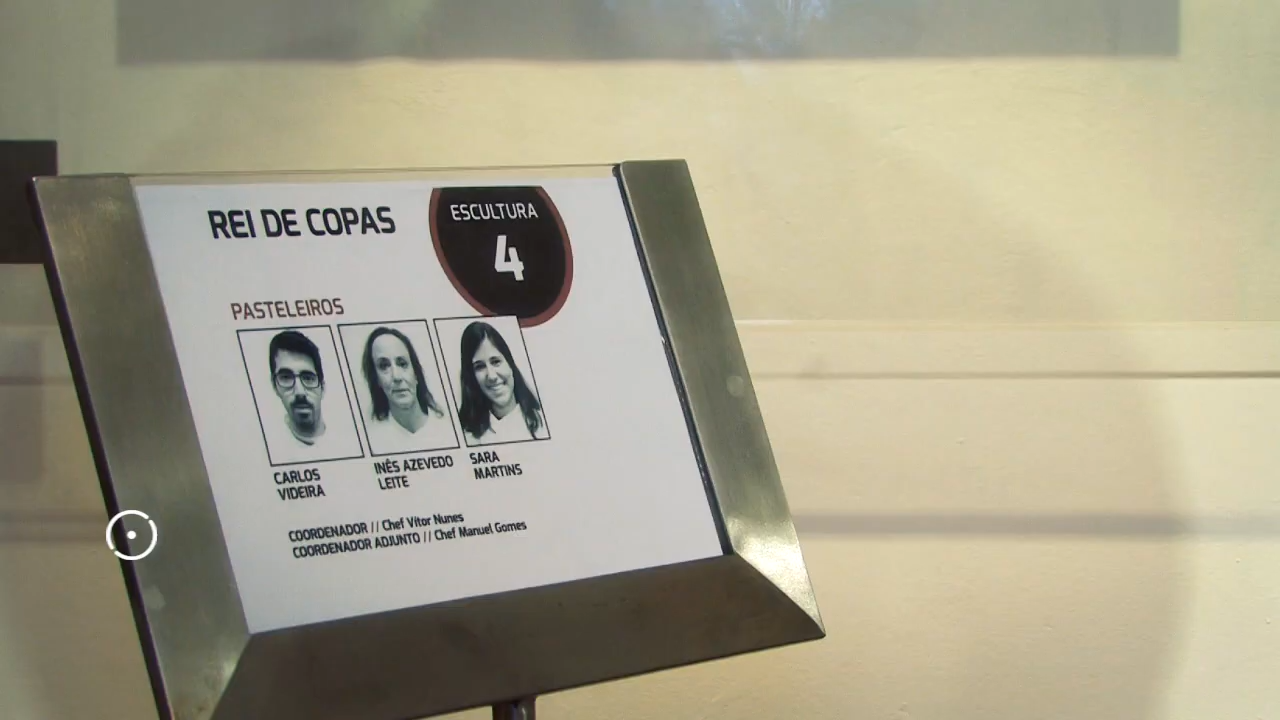 REI DE COPAS
ESCULTURA
4
PASTELEIROS
CARLOS
VIDEIRA
INÊS AZEVEDO
LEITE
SARA
MARTINS
COORDENADOR // Chef Vítor Nunes
COORDENADOR ADJUNTO // Chef Manuel Gomes